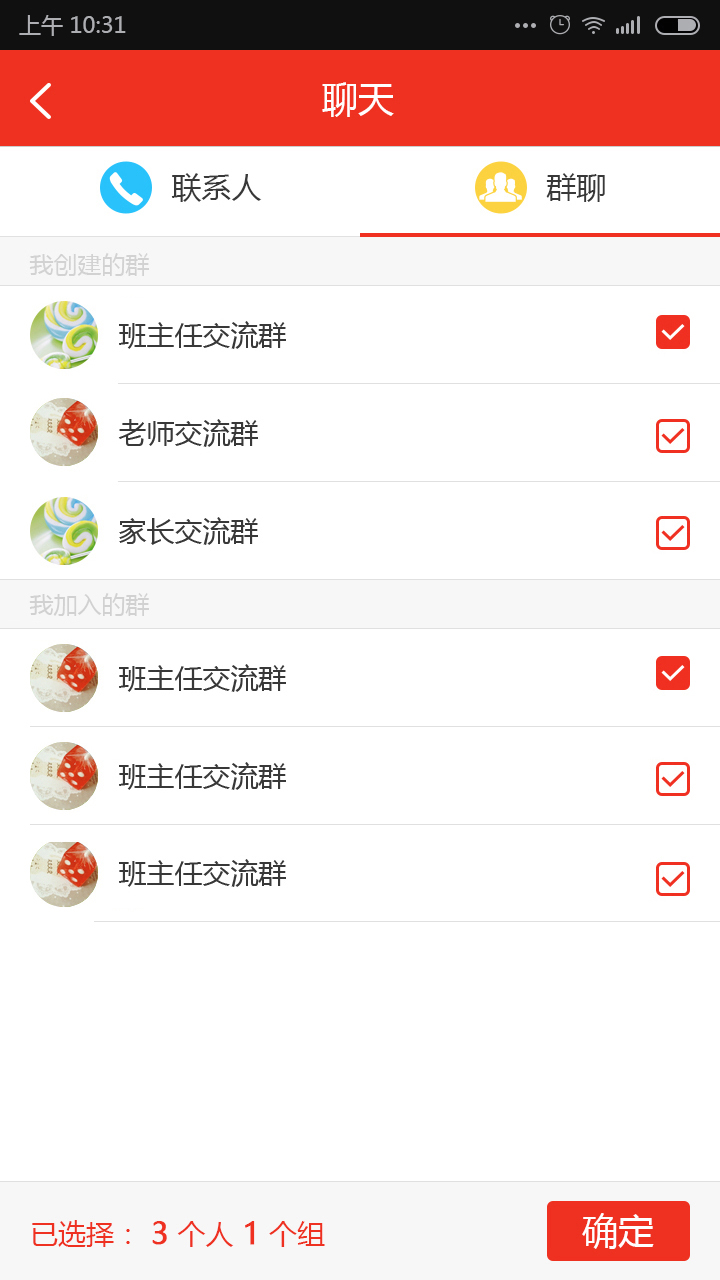 上午 10:31
聊天
联系人
群聊
我创建的群
班主任交流群
老师交流群
家长交流群
我加入的群
班主任交流群
班主任交流群
班主任交流群
已选择： 3 个人 1 个组
确定